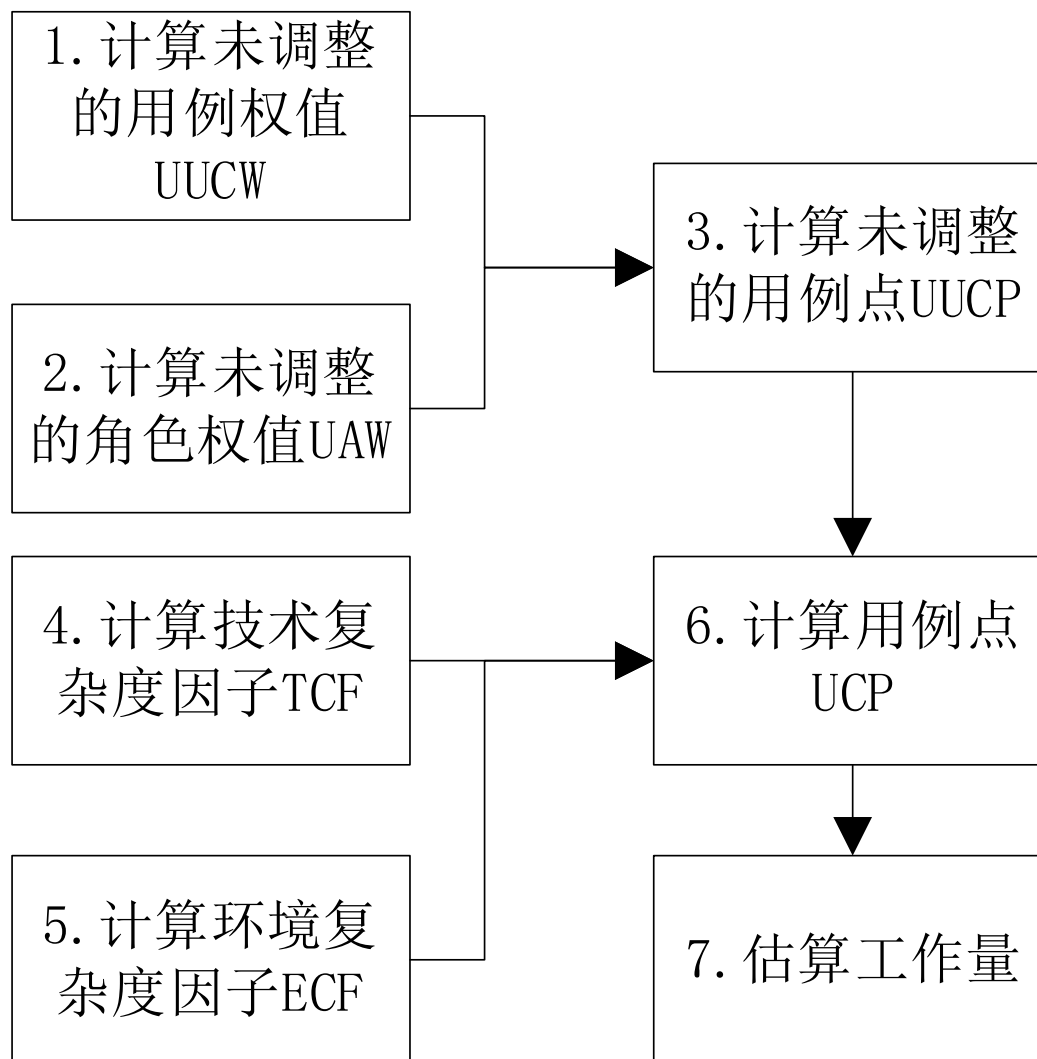 1.计算未调整
的用例权值
UUCW
2.计算未调整
的角色权值UAW
3.计算未调整
的用例点UUCP
4.计算技术复
杂度因子TCF
5.计算环境复
杂度因子ECF
6.计算用例点
UCP
7.估算工作量